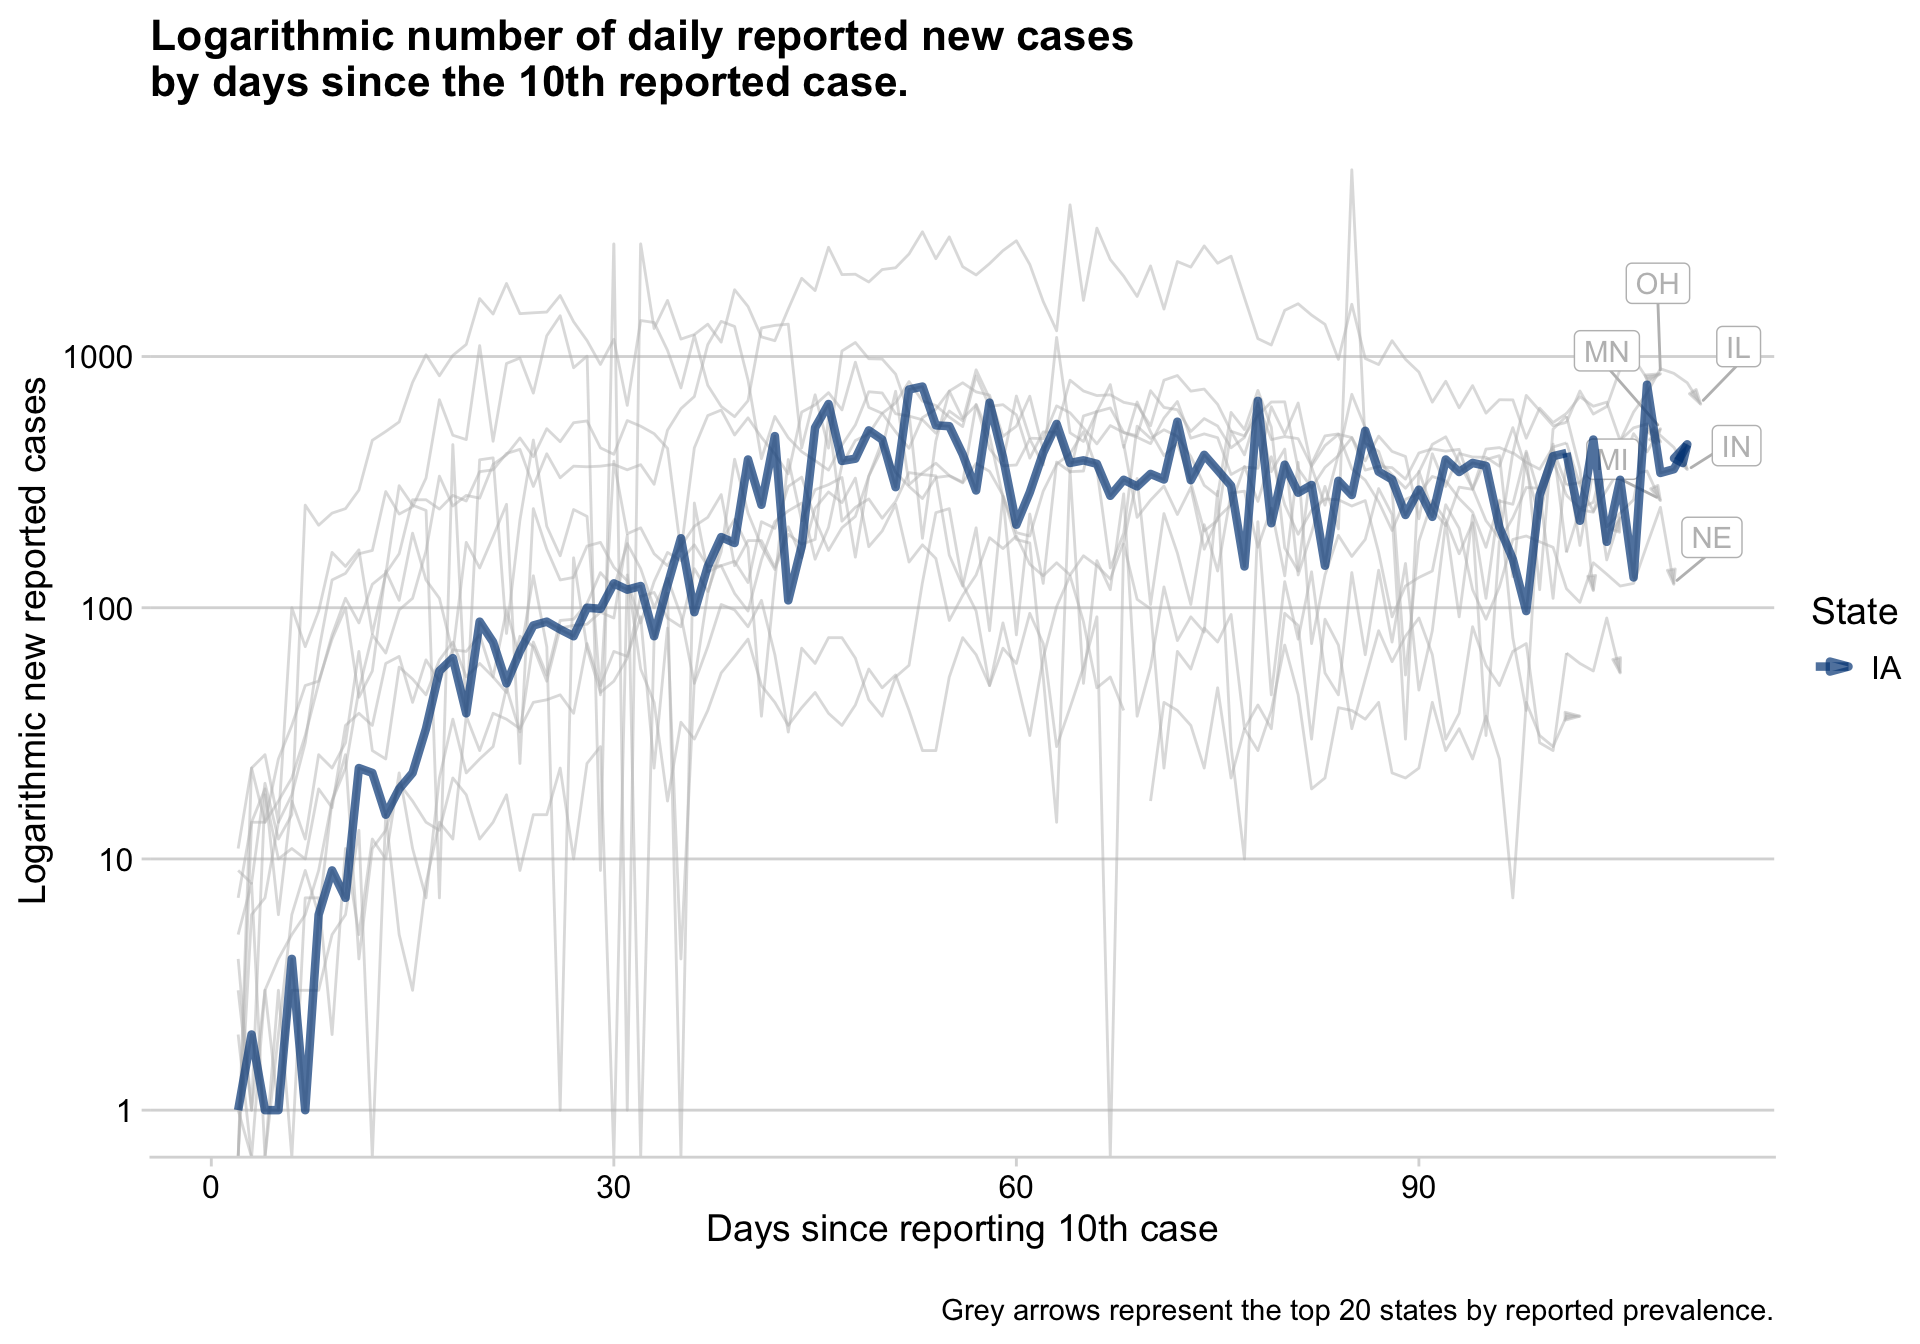 Logarithmic number of daily reported new cases
by days since the 10th reported case.
Logarithmic new reported cases
1000
100
10
1
OH
MN
IL
MI
IN
NE
State
IA
0
30
60
90
Days since reporting 10th case
Grey arrows represent the top 20 states by reported prevalence.